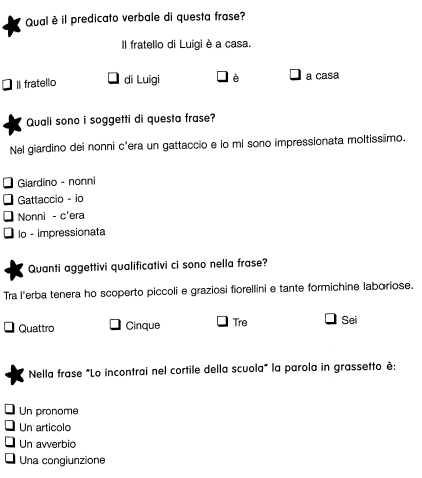 Qual è il predicato verbale di questa frase?
Il fratello di Luigi è a casa.
Il fratello
di Luigi
è
a casa
Quali sono i soggetti di questa frase?
Nel giardino dei nonni c'era un gattaccio e io mi sono impressionata moltissimo.
Giardino - nonni
Gattaccio - io
Nonni - c'era
Io - impressionata
Quanti aggettivi qualificativi ci sono nella frase?
Tra l'erba tenera ho scoperto piccoli e graziosi fiorellini e tante formichine laboriose.
Quattro
Cinque
Tre
Sei
Nella frase "Lo incontrai nel cortile della scuola" la parola in grassetto è:
Un pronome
Un articolo
Un avverbio
Una congiunzione